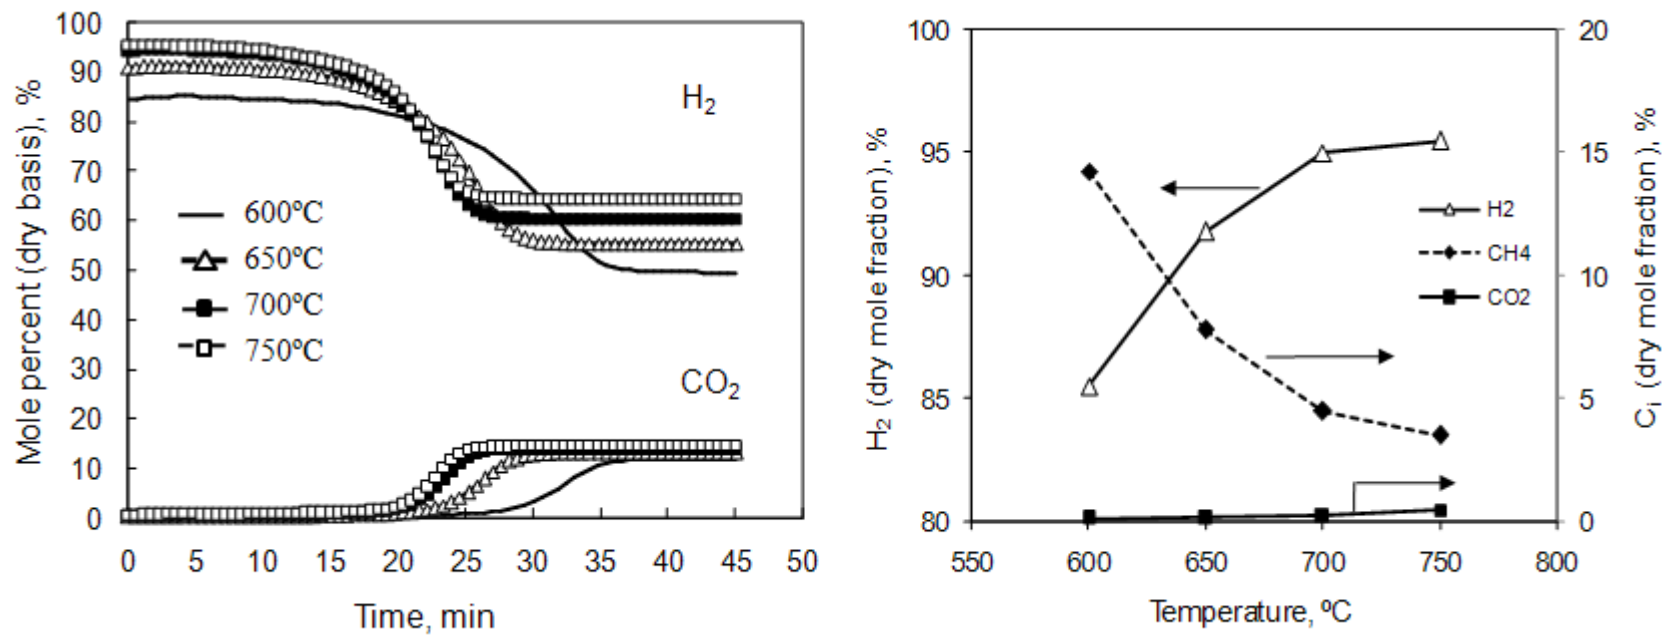 Mole percent (dry basis), %
100
90
80
70
60
50
40
30
20
10
0
H2
600ºC
650ºC
700ºC
750ºC
CO2
0 5 10 15 20 25 30 35 40 45 50
Time, min
H2 (dry mole fraction), %
100
95
90
85
80
H2
CH4
CO2
20
15
10
5
0
Ci (dry mole fraction), %
550 600 650 700 750 800
Temperature, ºC